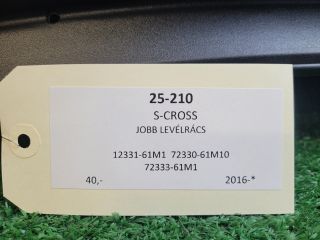 25-210
S-CROSS
JOBB LEVÉLRÁCS
12331-61M1 72330-61M10
72333-61M1
40,- 2016-*